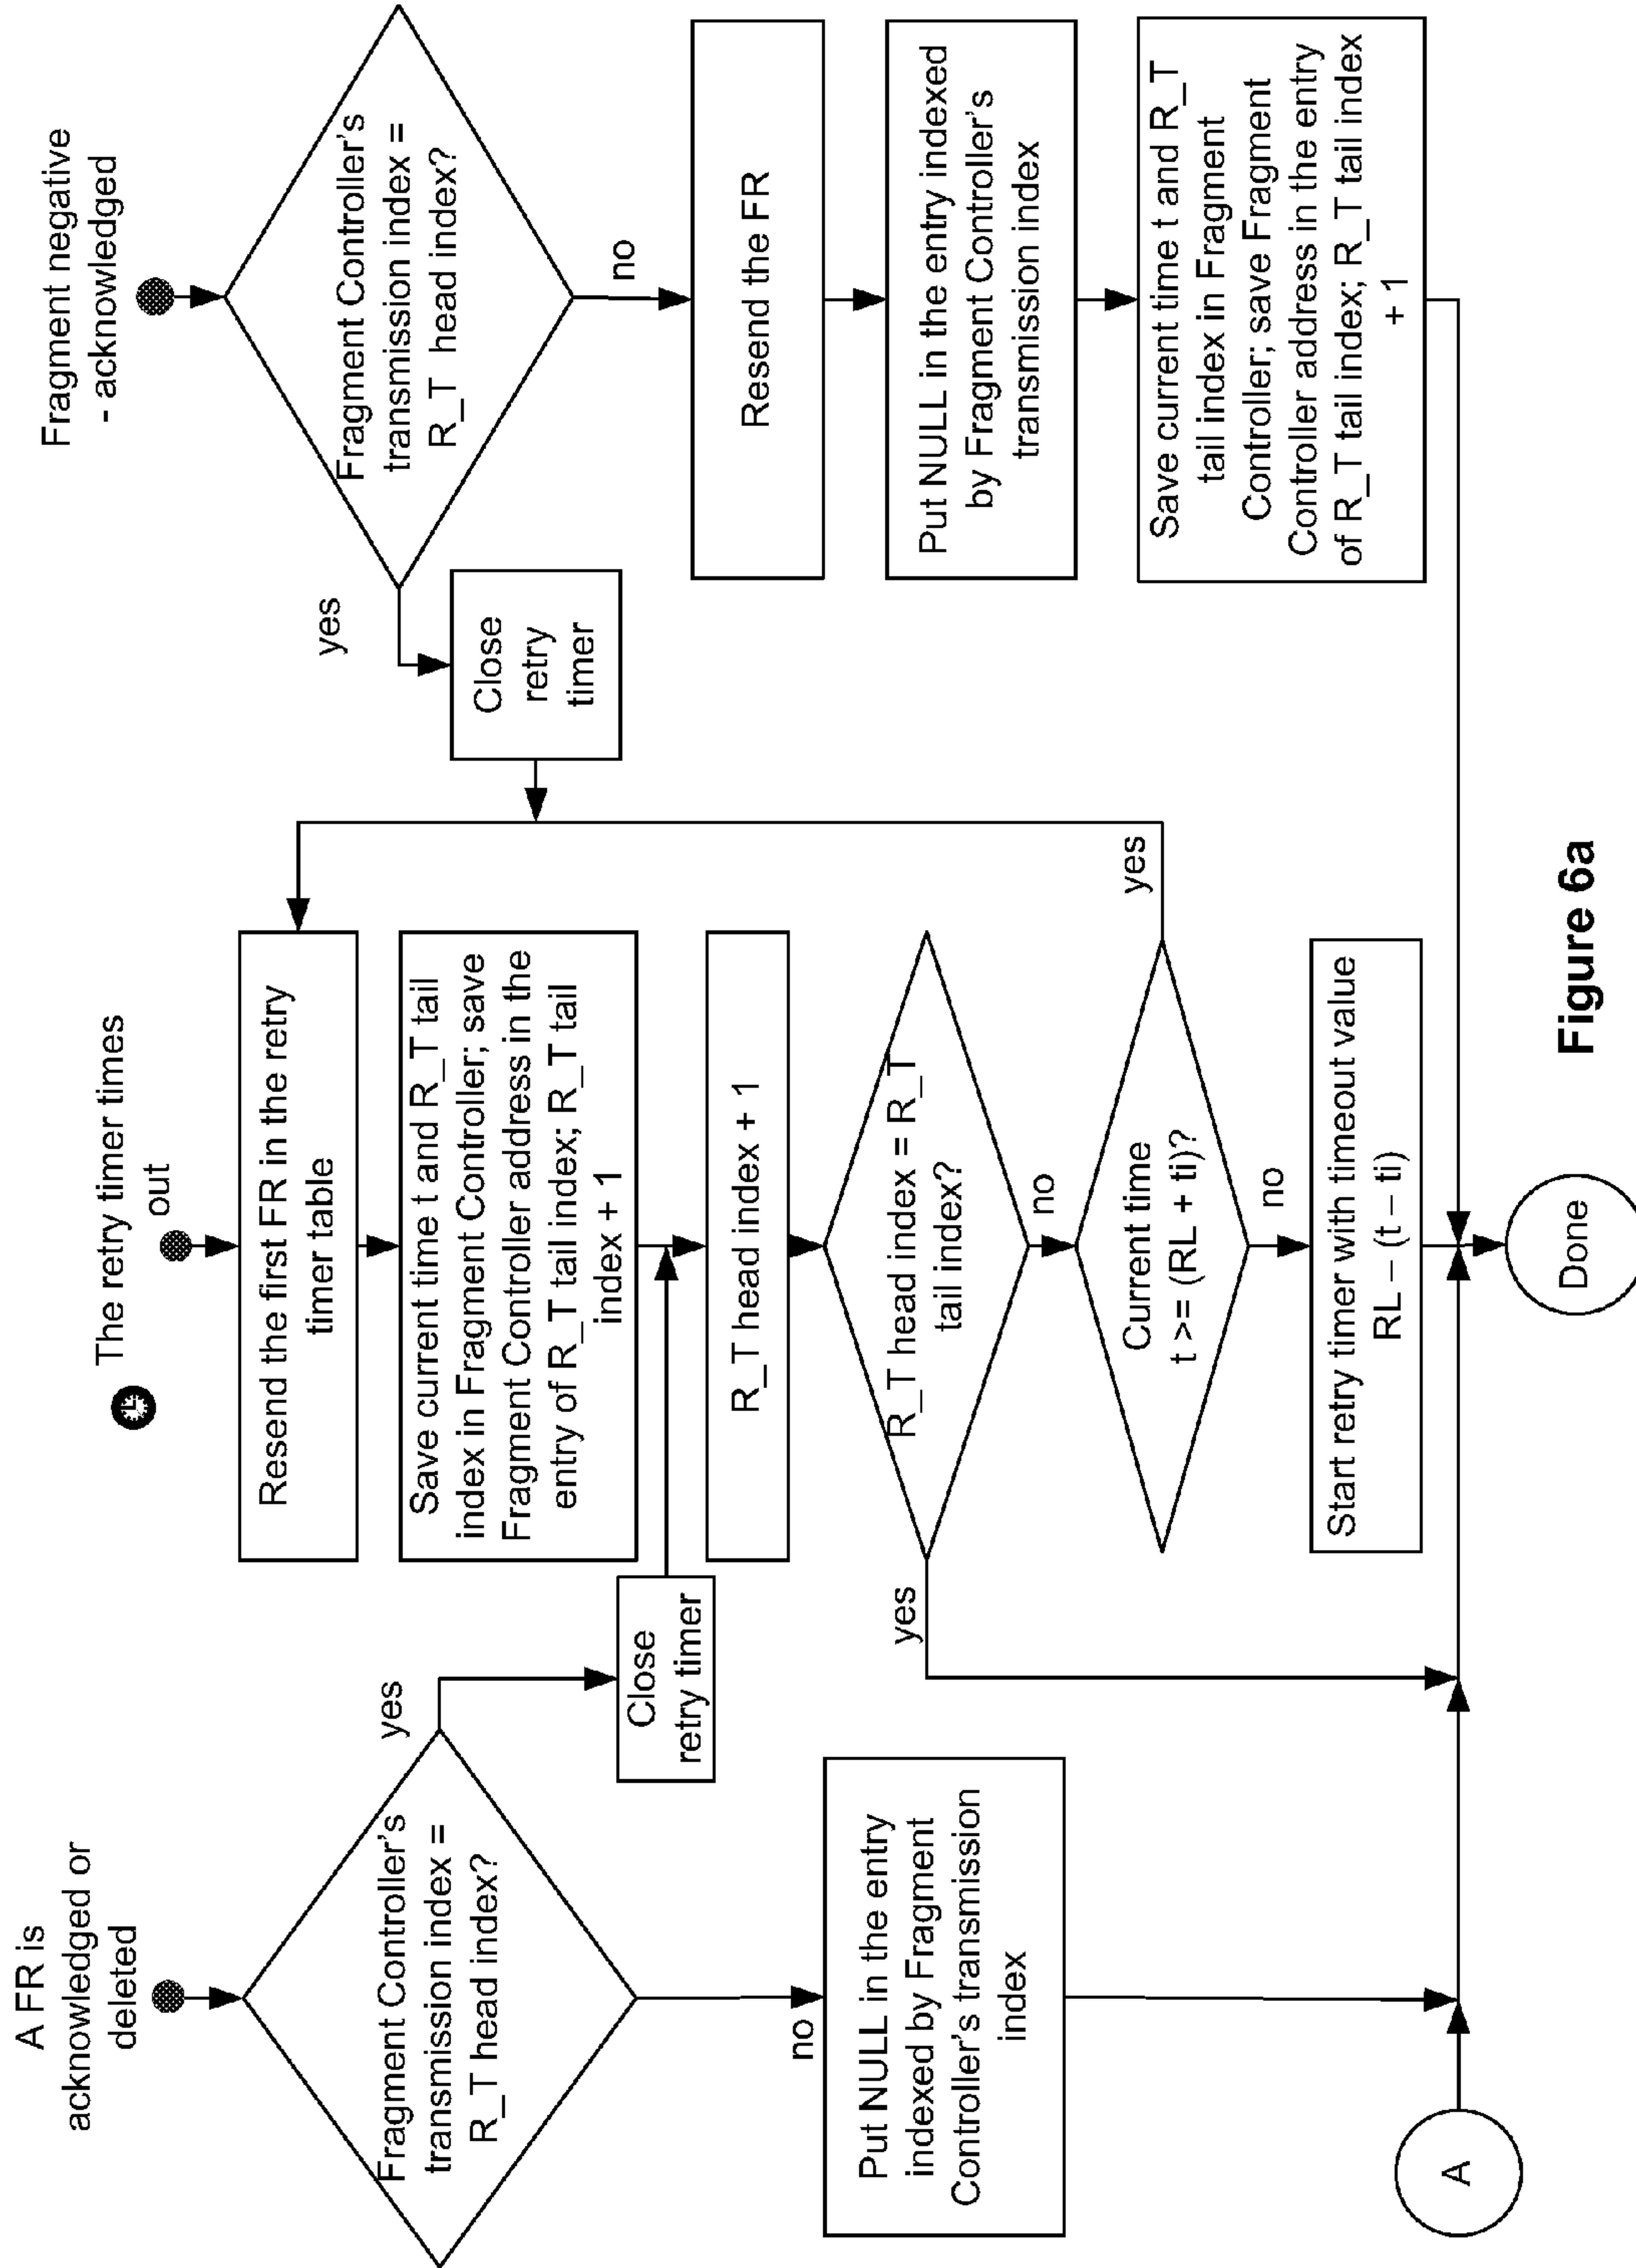 A FR is
acknowledged or
deleted
Fragment Controller's
transmission index =
R_T head index?
yes
no
Close
retry timer
Put NULL in the entry
indexed by Fragment
Controller's transmission
index
A
The retry timer times
out
Resend the first FR in the retry
timer table
Save current time t and R_T tail
index in Fragment Controller; save
Fragment Controller address in the
entry of R_T tail index; R_T tail
index + 1
R_T head index + 1
R_T head index = R_T
tail index?
yes
no
Current time
t >= (RL + ti)?
yes
no
Start retry timer with timeout value
RL – (t – ti)
Done
Fragment negative
- acknowledged
Fragment Controller's
transmission index =
R_T head index?
yes
no
Close
retry
timer
Resend the FR
Put NULL in the entry indexed
by Fragment Controller's
transmission index
Save current time t and R_T
tail index in Fragment
Controller; save Fragment
Controller address in the entry
of R_T tail index; R_T tail index
+ 1
Figure 6a